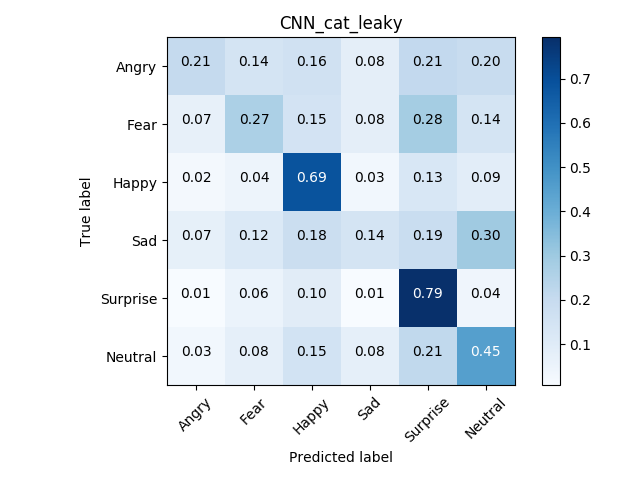 CNN_cat_leaky
Angry 0.21 0.14 0.16 0.08 0.21 0.20
Fear 0.07 0.27 0.15 0.08 0.28 0.14
Happy 0.02 0.04 0.69 0.03 0.13 0.09
Sad 0.07 0.12 0.18 0.14 0.19 0.30
Surprise 0.01 0.06 0.10 0.01 0.79 0.04
Neutral 0.03 0.08 0.15 0.08 0.21 0.45
Angry Fear Happy Sad Surprise Neutral
Predicted label
True label
0.7
0.6
0.5
0.4
0.3
0.2
0.1